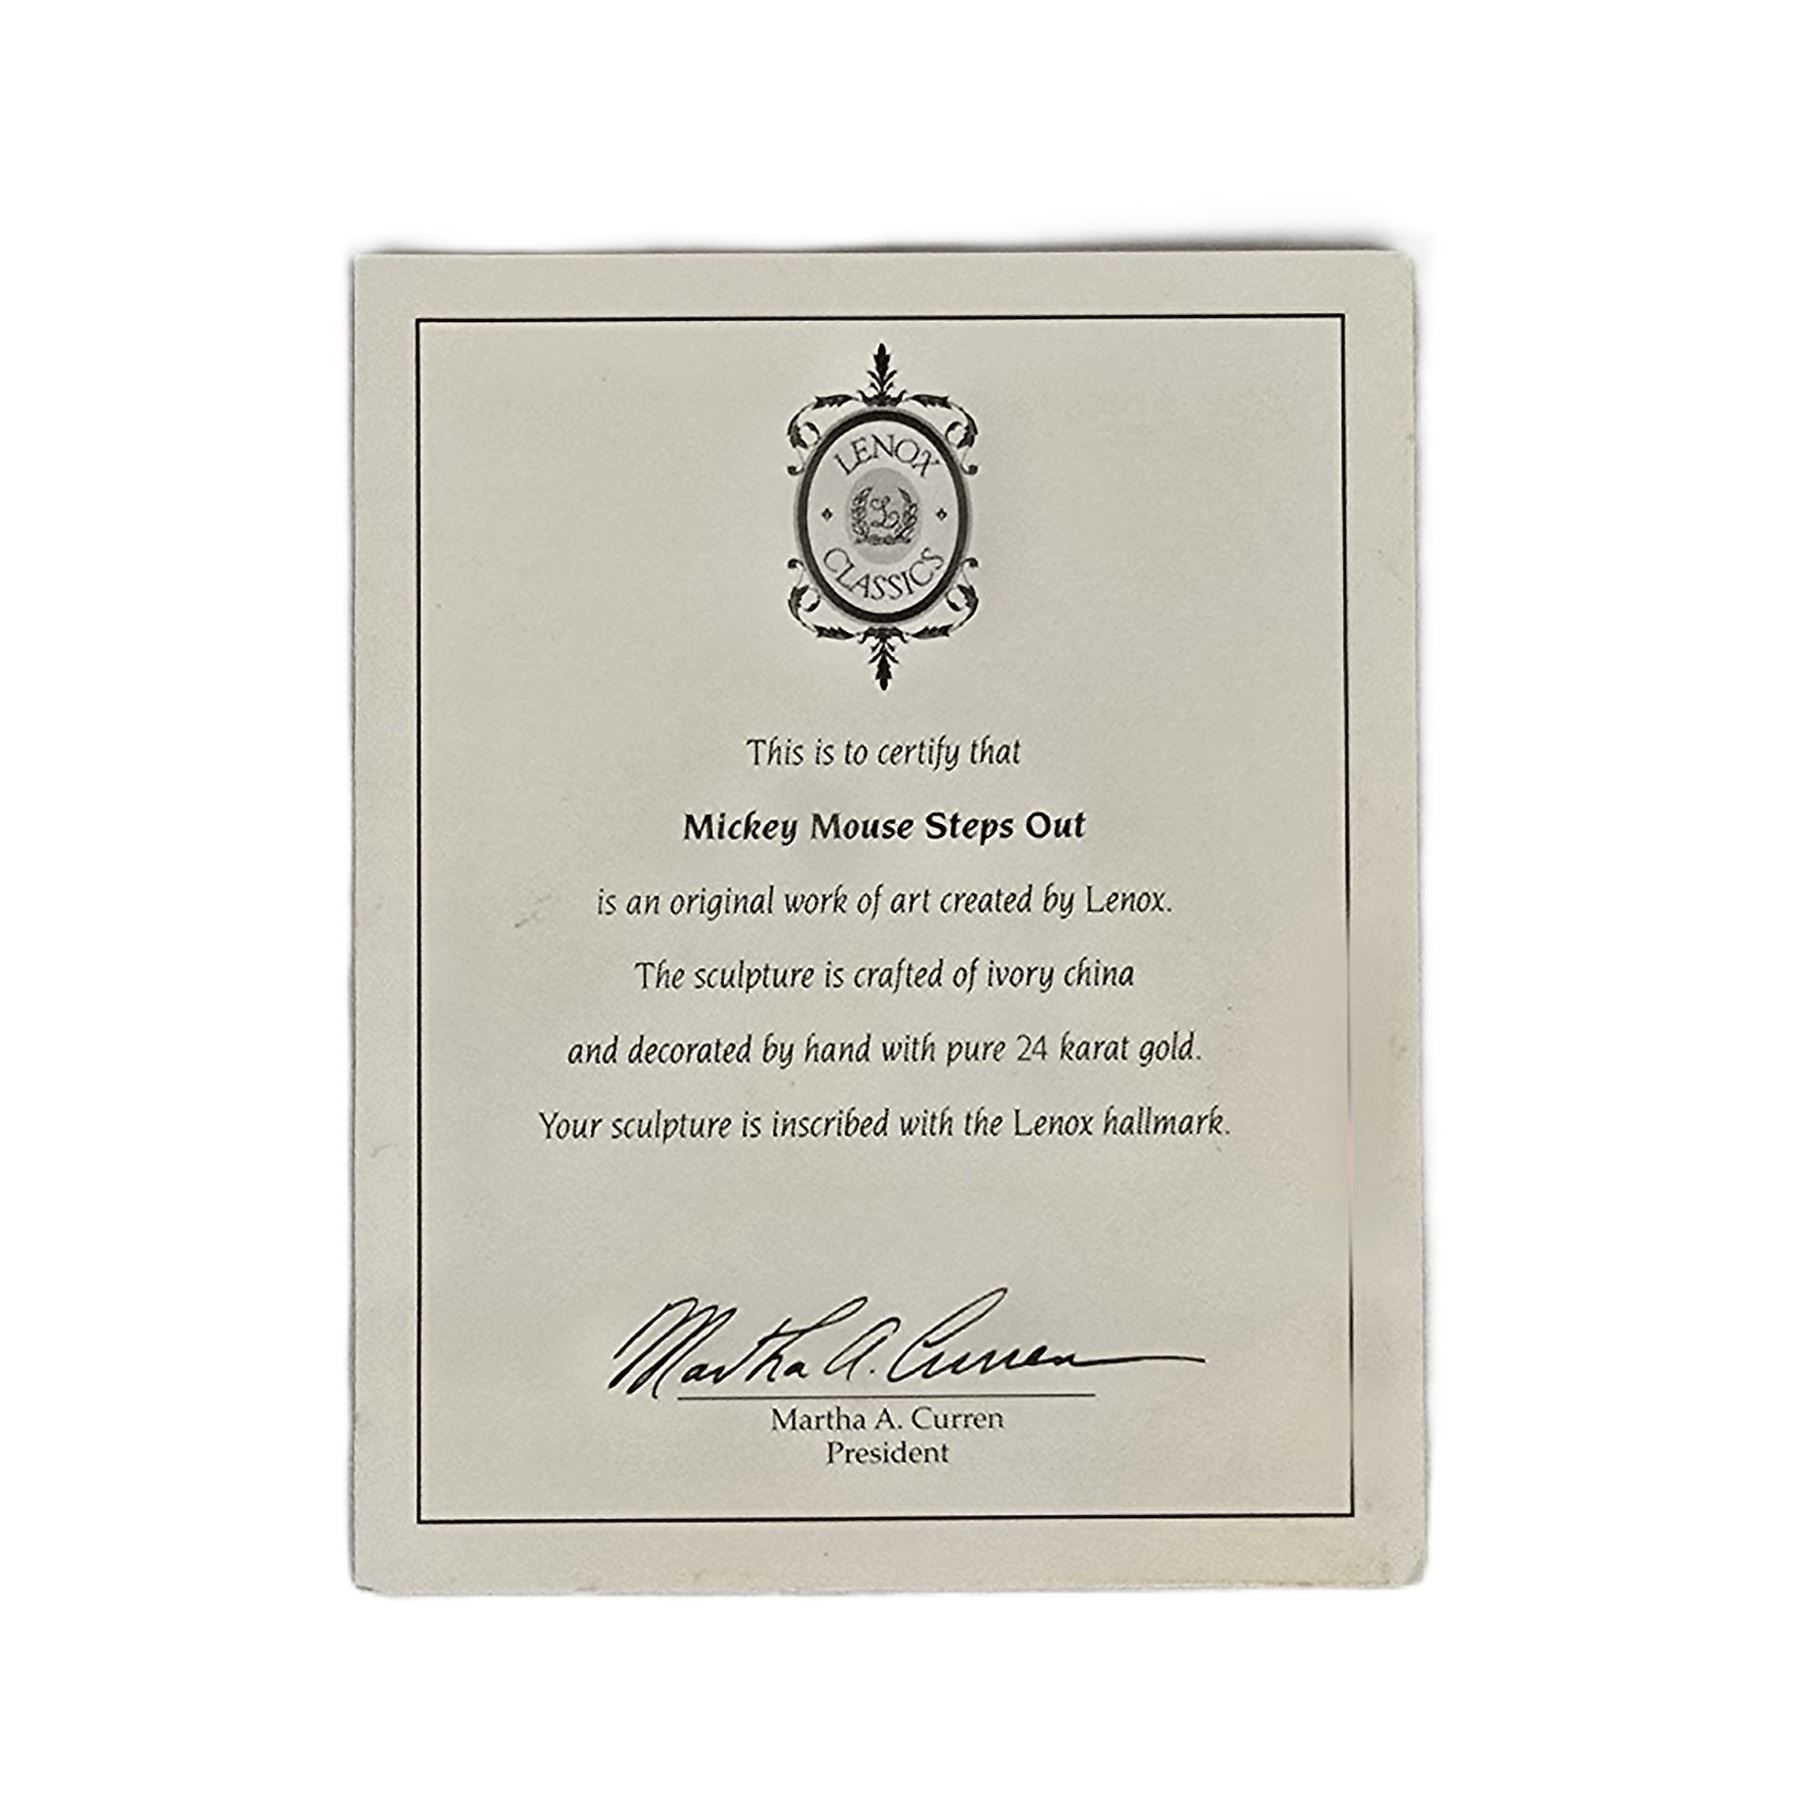 LENOX
L
CLASSICS
This is to certify that
Mickey Mouse Steps Out
is an original work of art created by Lenox.
The sculpture is crafted of ivory china
and decorated by hand with pure 24 karat gold.
Your sculpture is inscribed with the Lenox hallmark.
Martha A. Curren
Martha A. Curren
President